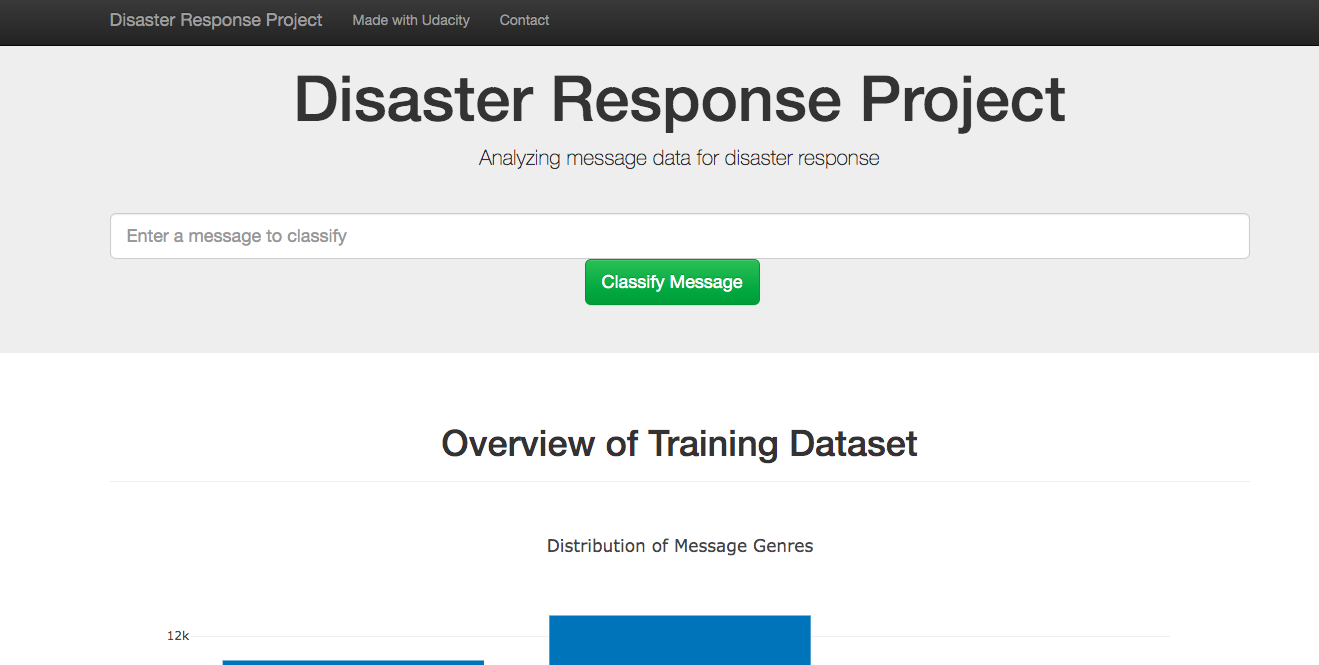 Disaster Response Project Made with Udacity Contact
Disaster Response Project
Analyzing message data for disaster response
Enter a message to classify
Classify Message
Overview of Training Dataset
Distribution of Message Genres
12k